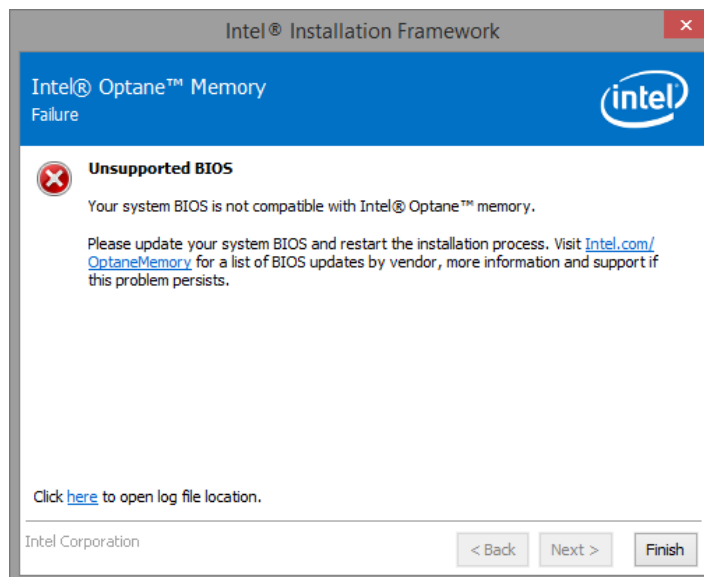 Intel® Installation Framework
Intel® Optane™ Memory
Failure
intel
Unsupported BIOS
Your system BIOS is not compatible with Intel® Optane™ memory.
Please update your system BIOS and restart the installation process. Visit Intel.com/
OptaneMemory for a list of BIOS updates by vendor, more information and support if
this problem persists.
Click here to open log file location.
Intel Corporation
< Back Next > Finish